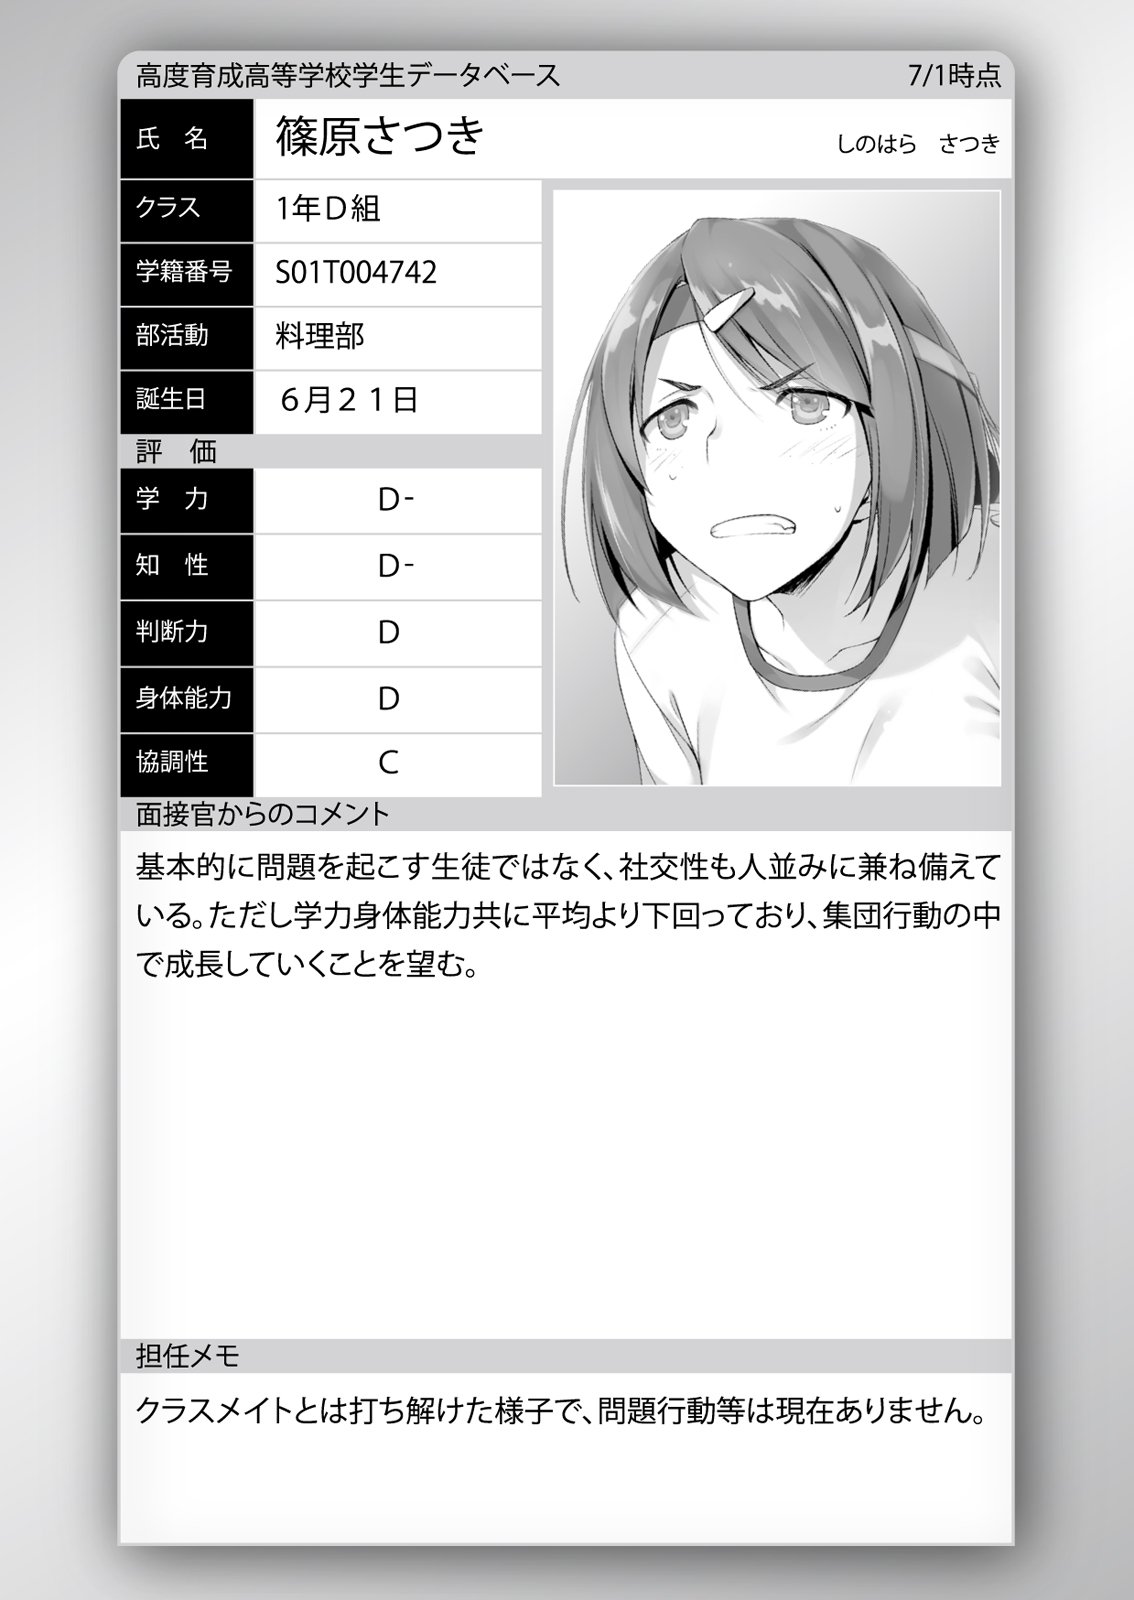 高度育成高等学校学生データベース 7/1時点
氏 名 篠原さつき しのはら さつき
クラス 1年Ｄ組
学籍番号 S01T004742
部活動 料理部
誕生日 ６月２１日
評 価
学 力 D-
知 性 D-
判断力 D
身体能力 D
協調性 C
面接官からのコメント
基本的に問題を起こす生徒ではなく、社交性も人並みに兼ね備えて
いる。ただし学力身体能力共に平均より下回っており、集団行動の中
で成長していくことを望む。
担任メモ
クラスメイトとは打ち解けた様子で、問題行動等は現在ありません。